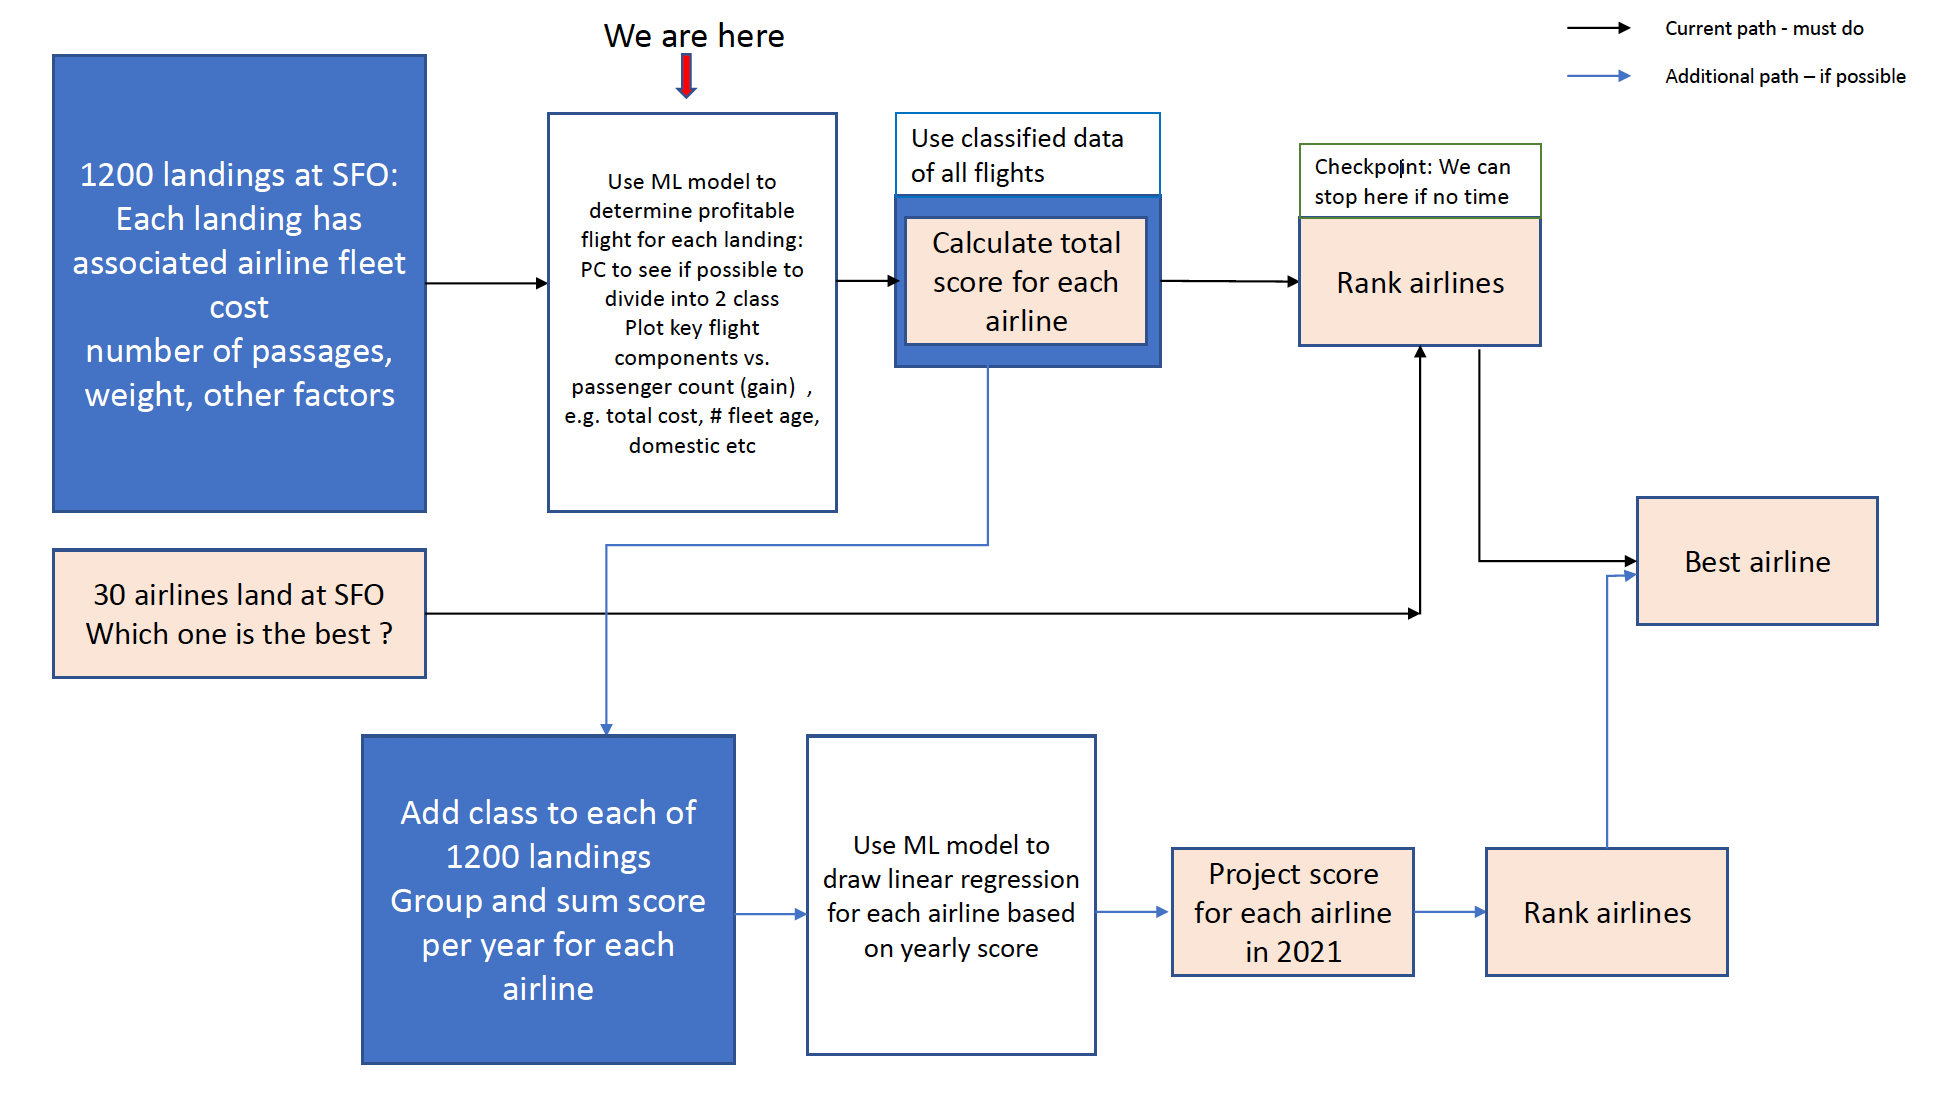 We are here
Current path - must do
Additional path – if possible
1200 landings at SFO:
Each landing has
associated airline fleet
cost
number of passages,
weight, other factors
Use ML model to
determine profitable
flight for each landing:
PC to see if possible to
divide into 2 class
Plot key flight
components vs.
passenger count (gain)  ,
e.g. total cost, # fleet age,
domestic etc
Use classified data
of all flights
Calculate total
score for each
airline
Checkpoint: We can
stop here if no time
Rank airlines
30 airlines land at SFO
Which one is the best ?
Best airline
Add class to each of
1200 landings
Group and sum score
per year for each
airline
Use ML model to
draw linear regression
for each airline based
on yearly score
Project score
for each airline
in 2021
Rank airlines